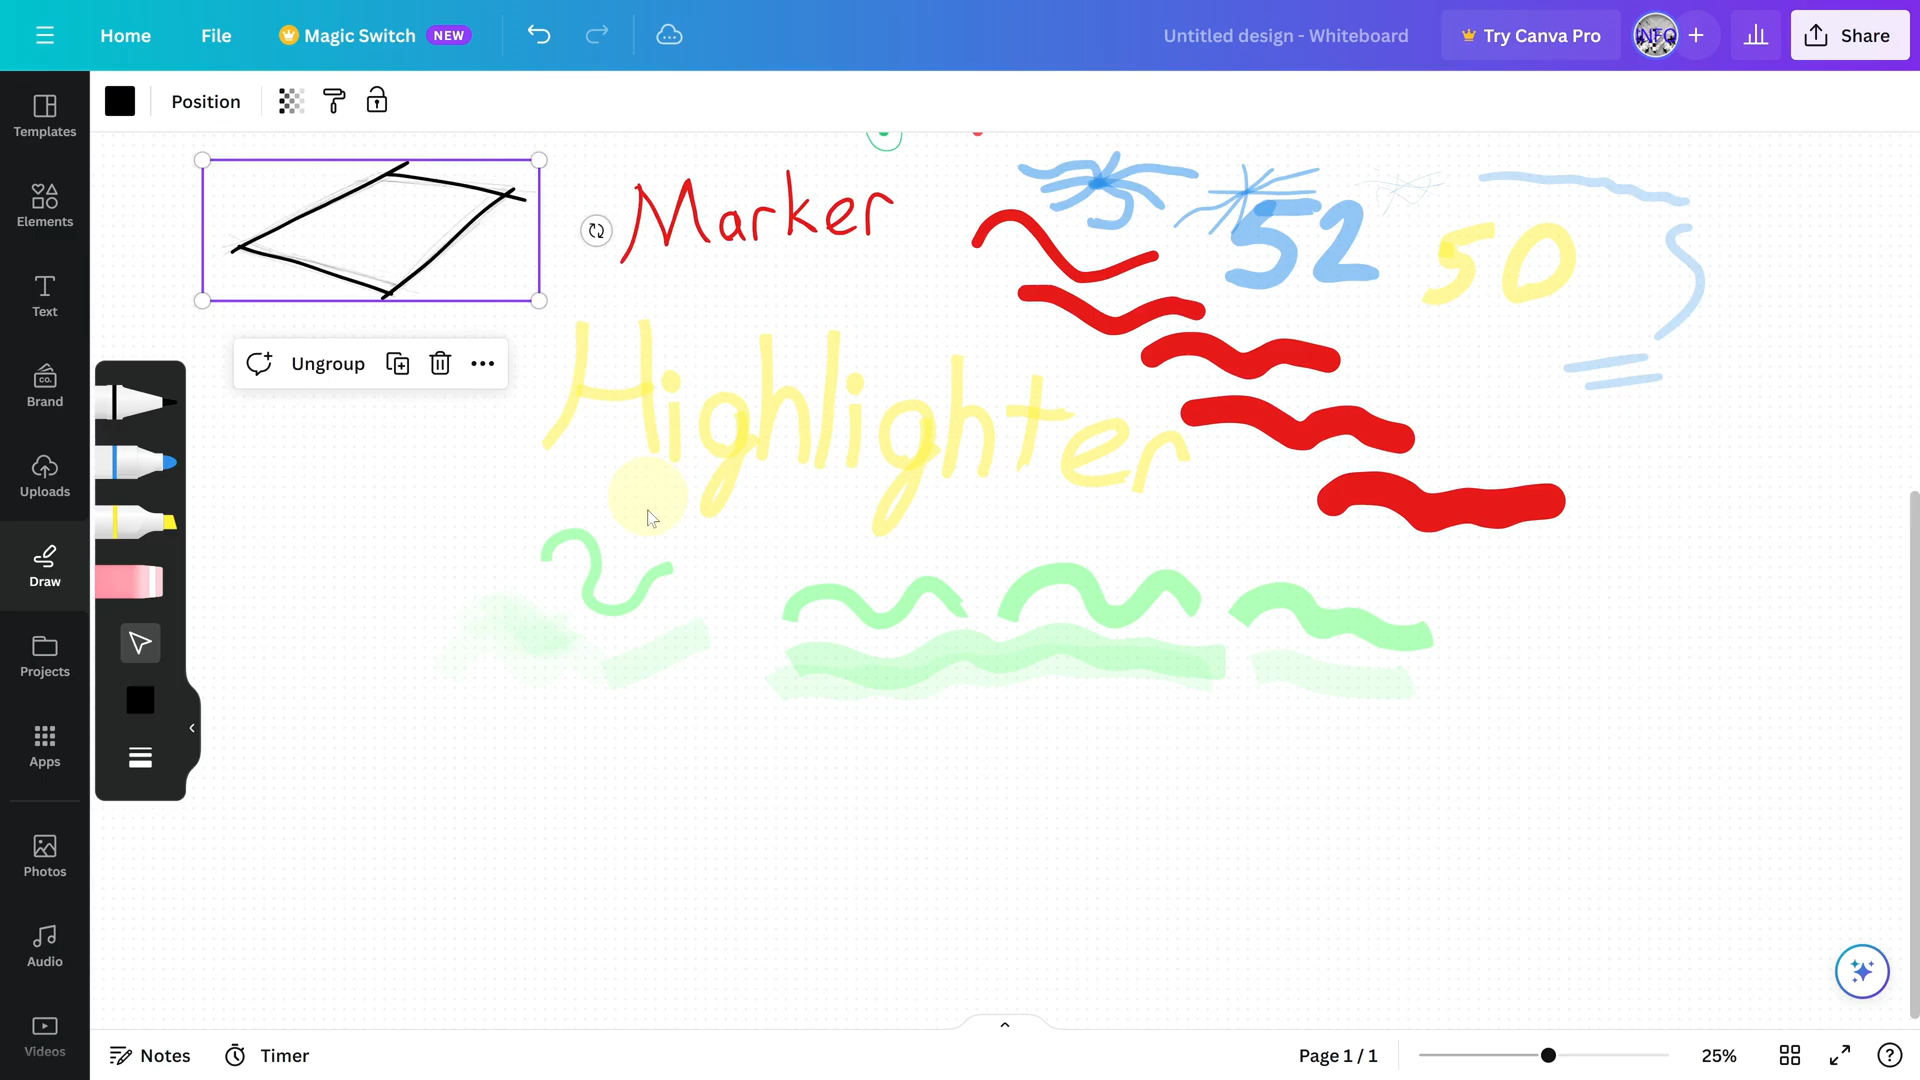 Home File Magic Switch NEW Untitled design - Whiteboard Try Canva Pro Share
Position
Templates
Elements
Text
Brand
CO.
Uploads
Draw
Projects
Apps
Photos
Audio
Videos
Marker
52 50
Ungroup
Highlighter
Notes Timer Page 1 / 1 25%